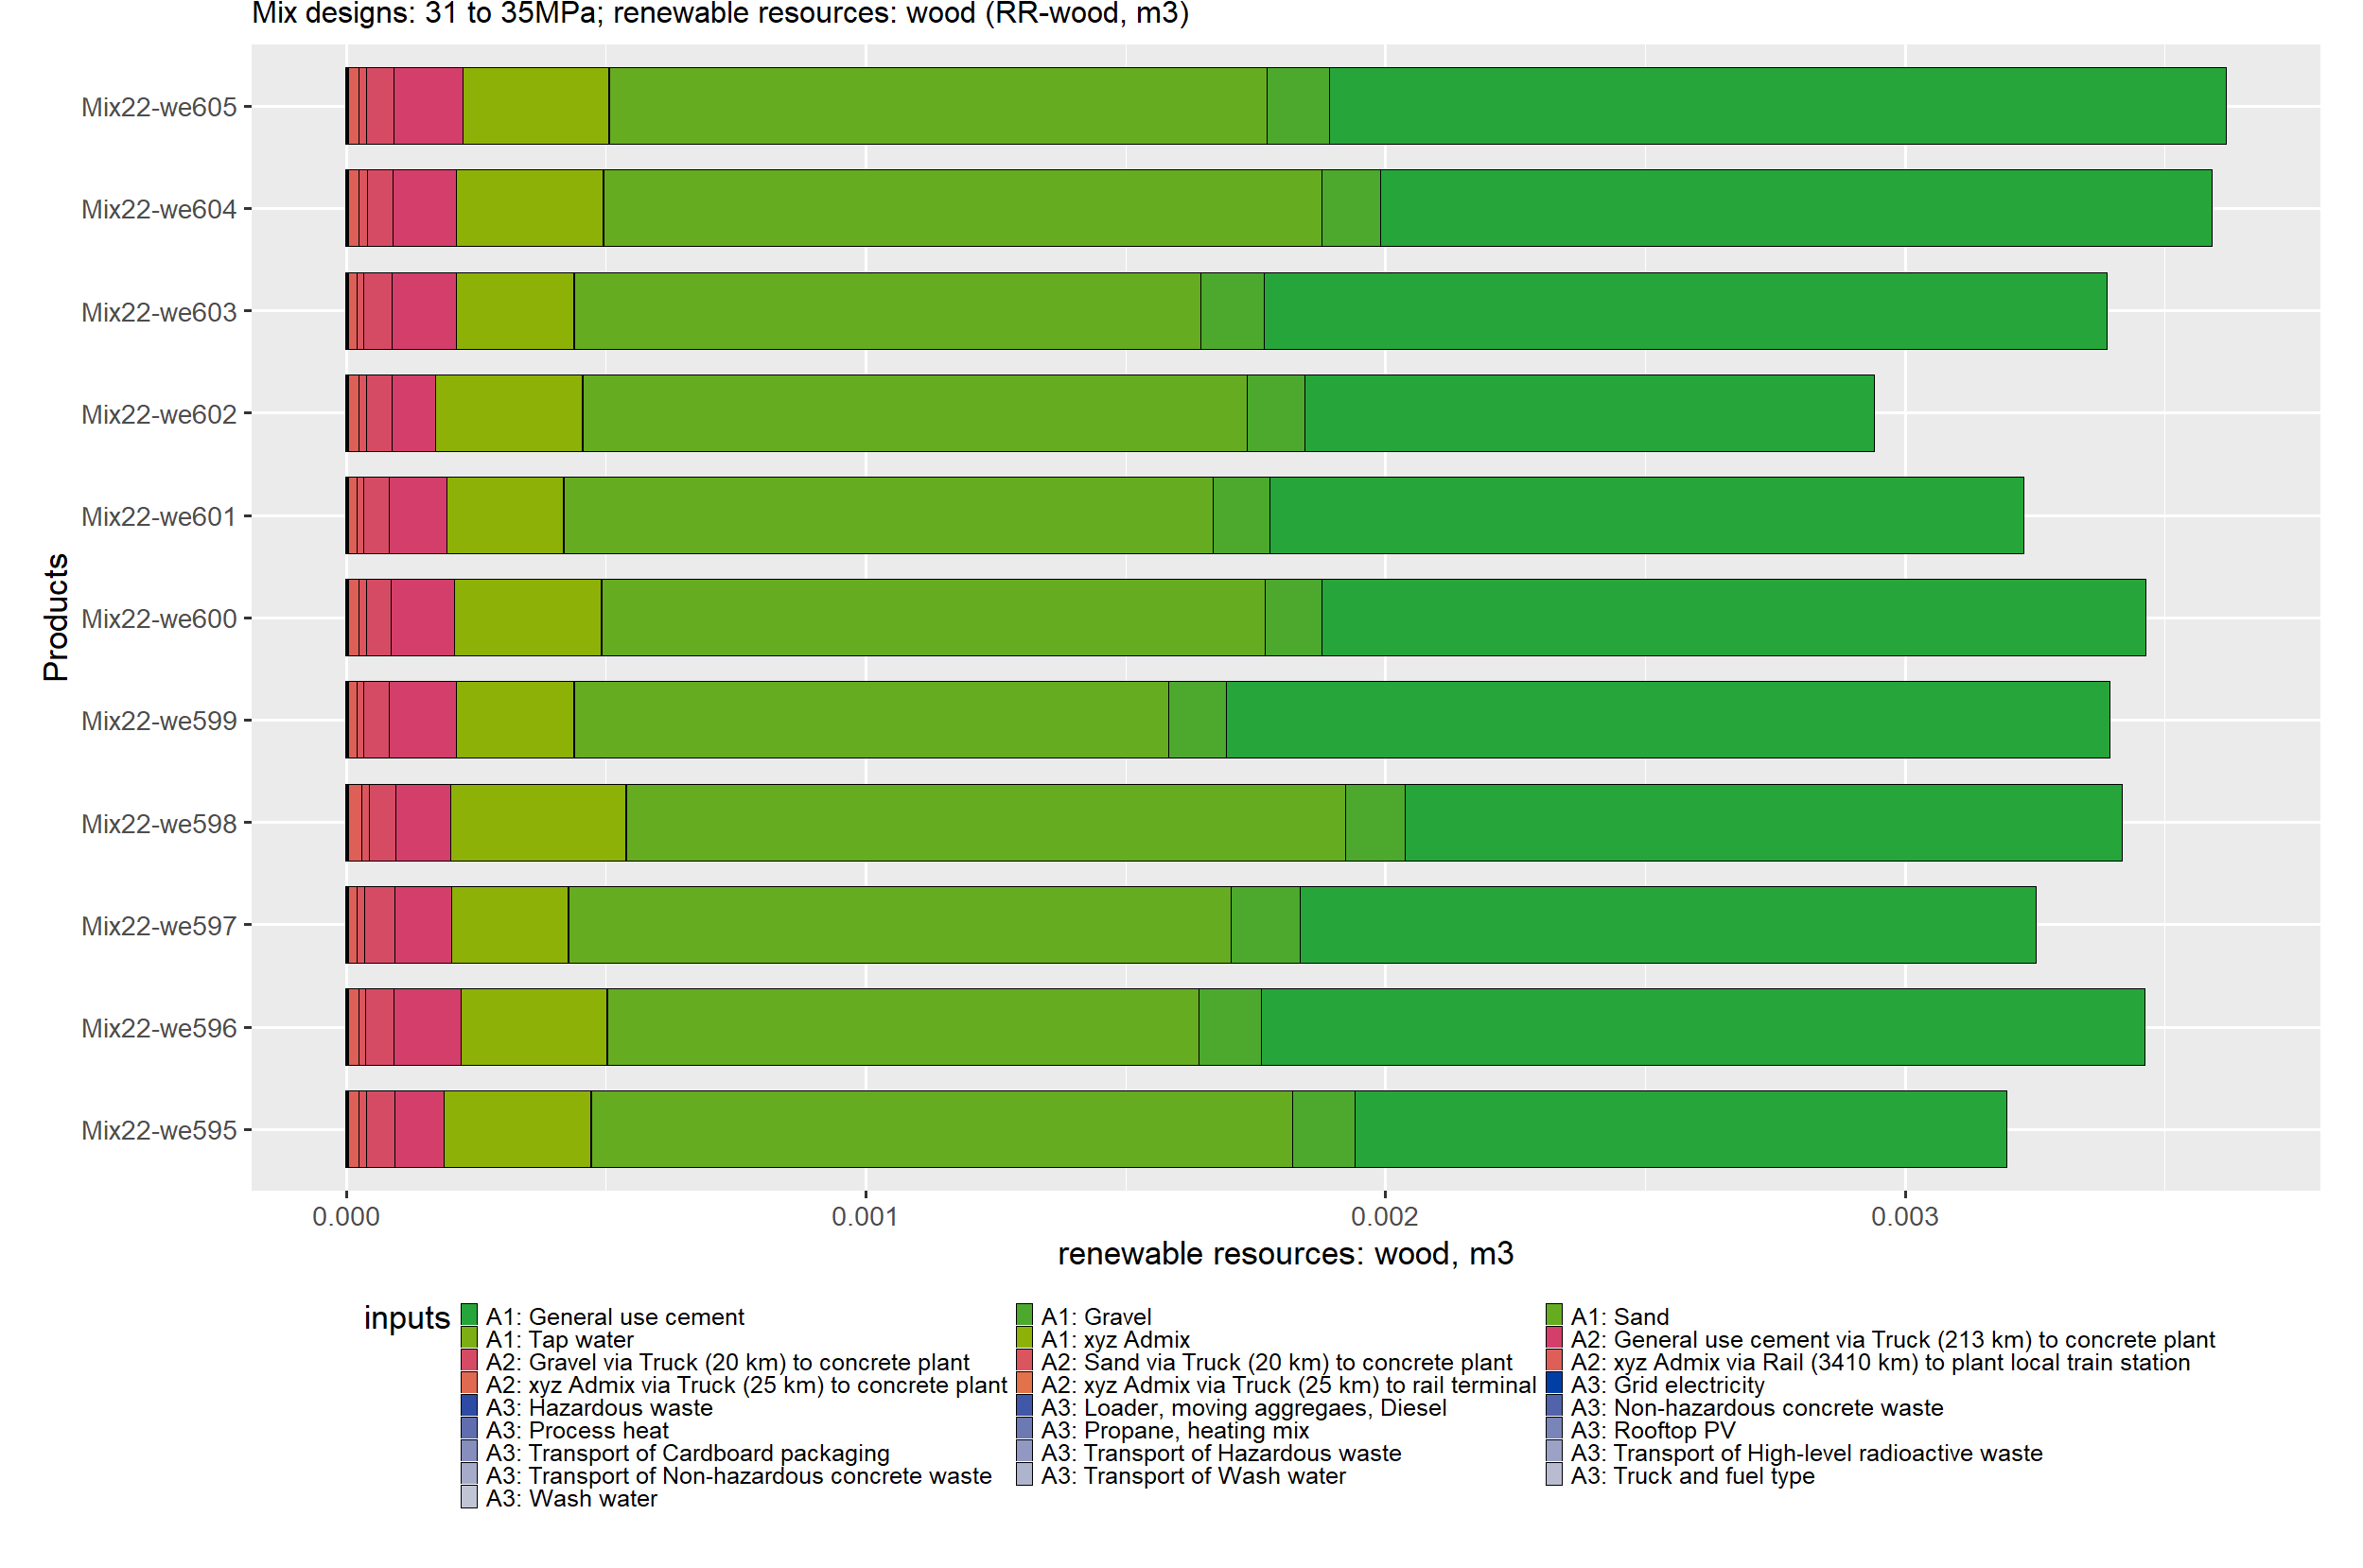 Mix designs: 31 to 35MPa; renewable resources: wood (RR-wood, m3)
Products
Mix22-we605
Mix22-we604
Mix22-we603
Mix22-we602
Mix22-we601
Mix22-we600
Mix22-we599
Mix22-we598
Mix22-we597
Mix22-we596
Mix22-we595
0.000 0.001 0.002 0.003
renewable resources: wood, m3
inputs
A1: General use cement A1: Gravel A1: Sand
A1: Tap water A1: xyz Admix A2: General use cement via Truck (213 km) to concrete plant
A2: Gravel via Truck (20 km) to concrete plant A2: Sand via Truck (20 km) to concrete plant A2: xyz Admix via Rail (3410 km) to plant local train station
A2: xyz Admix via Truck (25 km) to concrete plant A2: xyz Admix via Truck (25 km) to rail terminal A3: Grid electricity
A3: Hazardous waste A3: Loader, moving aggregaes, Diesel A3: Non-hazardous concrete waste
A3: Process heat A3: Propane, heating mix A3: Rooftop PV
A3: Transport of Cardboard packaging A3: Transport of Hazardous waste A3: Transport of High-level radioactive waste
A3: Transport of Non-hazardous concrete waste A3: Transport of Wash water A3: Truck and fuel type
A3: Wash water